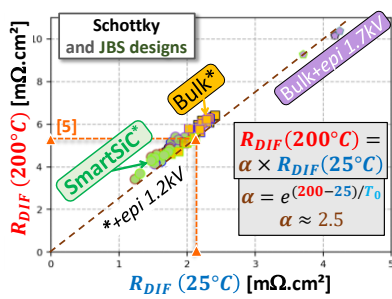 Schottky
and JBS designs
[5]
Bulk*
Bulk+epi 1.7kV
SmartSiC*
*+epi 1.2kV
R_DIF(200°C) =
α × R_DIF(25°C)
α = e^(200−25)/T₀
α ≈ 2.5
R_DIF(200°C) [mΩ.cm²]
10
8
6
4
2
0
0 1 2 3 4 5
R_DIF(25°C) [mΩ.cm²]